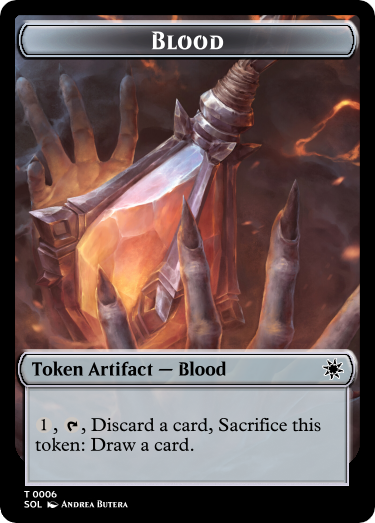 BLOOD
Token Artifact — Blood
1, , Discard a card, Sacrifice this
token: Draw a card.
T 0006
SOL ANDREA BUTERA